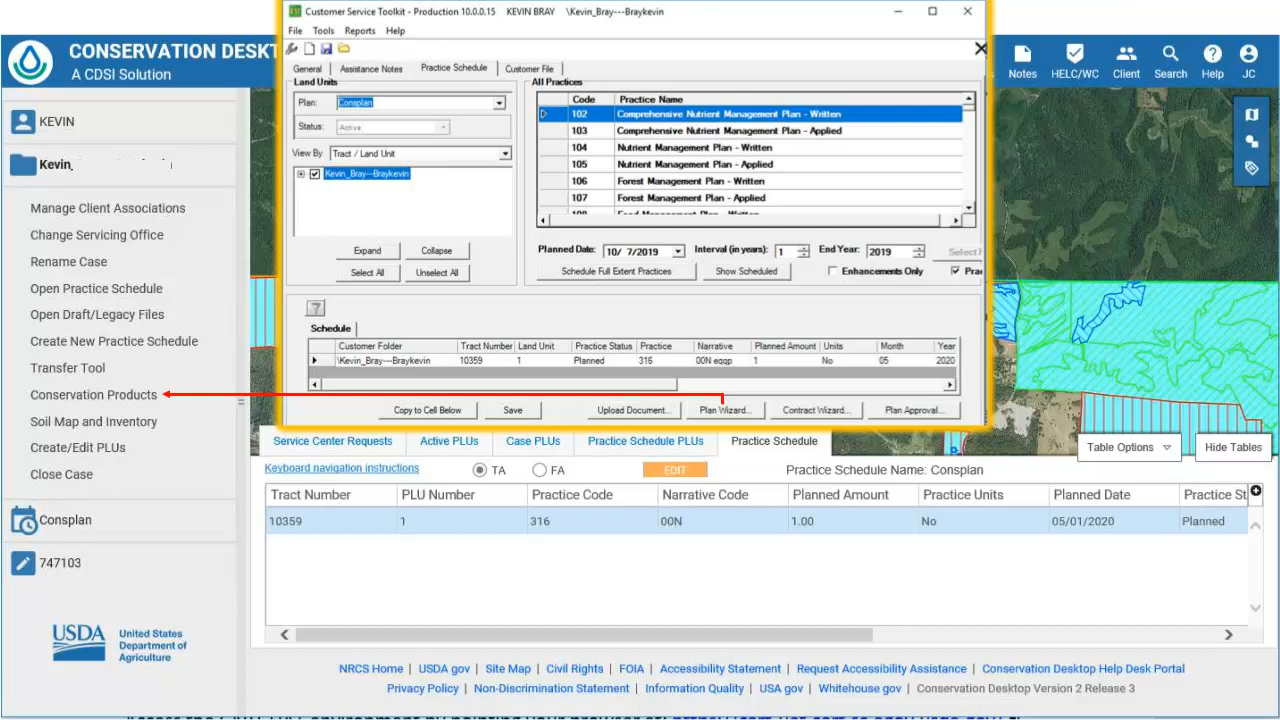 Customer Service Toolkit - Production 10.0.0.15 KEVIN BRAY \Kevin_Bray---Braykevin
File Tools Reports Help
General Assistance Notes Practice Schedule Customer File
Land Units
Plan: Consplan
Status: Active
View By Tract / Land Unit
Kevin_Bray---Braykevin
Expand Collapse
Select All Unselect All
All Practices
Code Practice Name
102 Comprehensive Nutrient Management Plan - Written
103 Comprehensive Nutrient Management Plan - Applied
104 Nutrient Management Plan - Written
105 Nutrient Management Plan - Applied
106 Forest Management Plan - Written
107 Forest Management Plan - Applied
Planned Date: 10/ 7/2019 Interval (in years): 1 End Year: 2019 Select
Schedule Full Extent Practices Show Scheduled Enhancements Only Prac
?
Schedule
Customer Folder Tract Number Land Unit Practice Status Practice Narrative Planned Amount Units Month Year
\Kevin_Bray---Braykevin 10359 1 Planned 316 00N eqqp 1 No 05 2020
Copy to Cell Below Save Upload Document... Plan Wizard... Contract Wizard... Plan Approval...
CONSERVATION DESKT
A CDSI Solution
Notes HELC/WC Client Search Help JC
KEVIN
Kevin
Manage Client Associations
Change Servicing Office
Rename Case
Open Practice Schedule
Open Draft/Legacy Files
Create New Practice Schedule
Transfer Tool
Conservation Products
Soil Map and Inventory
Create/Edit PLUs
Close Case
Consplan
747103
USDA
United States
Department of
Agriculture
Service Center Requests Active PLUs Case PLUs Practice Schedule PLUs Practice Schedule
Table Options Hide Tables
Keyboard navigation instructions TA FA EDIT Practice Schedule Name: Consplan
Tract Number PLU Number Practice Code Narrative Code Planned Amount Practice Units Planned Date Practice St
10359 1 316 00N 1.00 No 05/01/2020 Planned
NRCS Home | USDA gov | Site Map | Civil Rights | FOIA | Accessibility Statement | Request Accessibility Assistance | Conservation Desktop Help Desk Portal
Privacy Policy | Non-Discrimination Statement | Information Quality | USA gov | Whitehouse gov | Conservation Desktop Version 2 Release 3